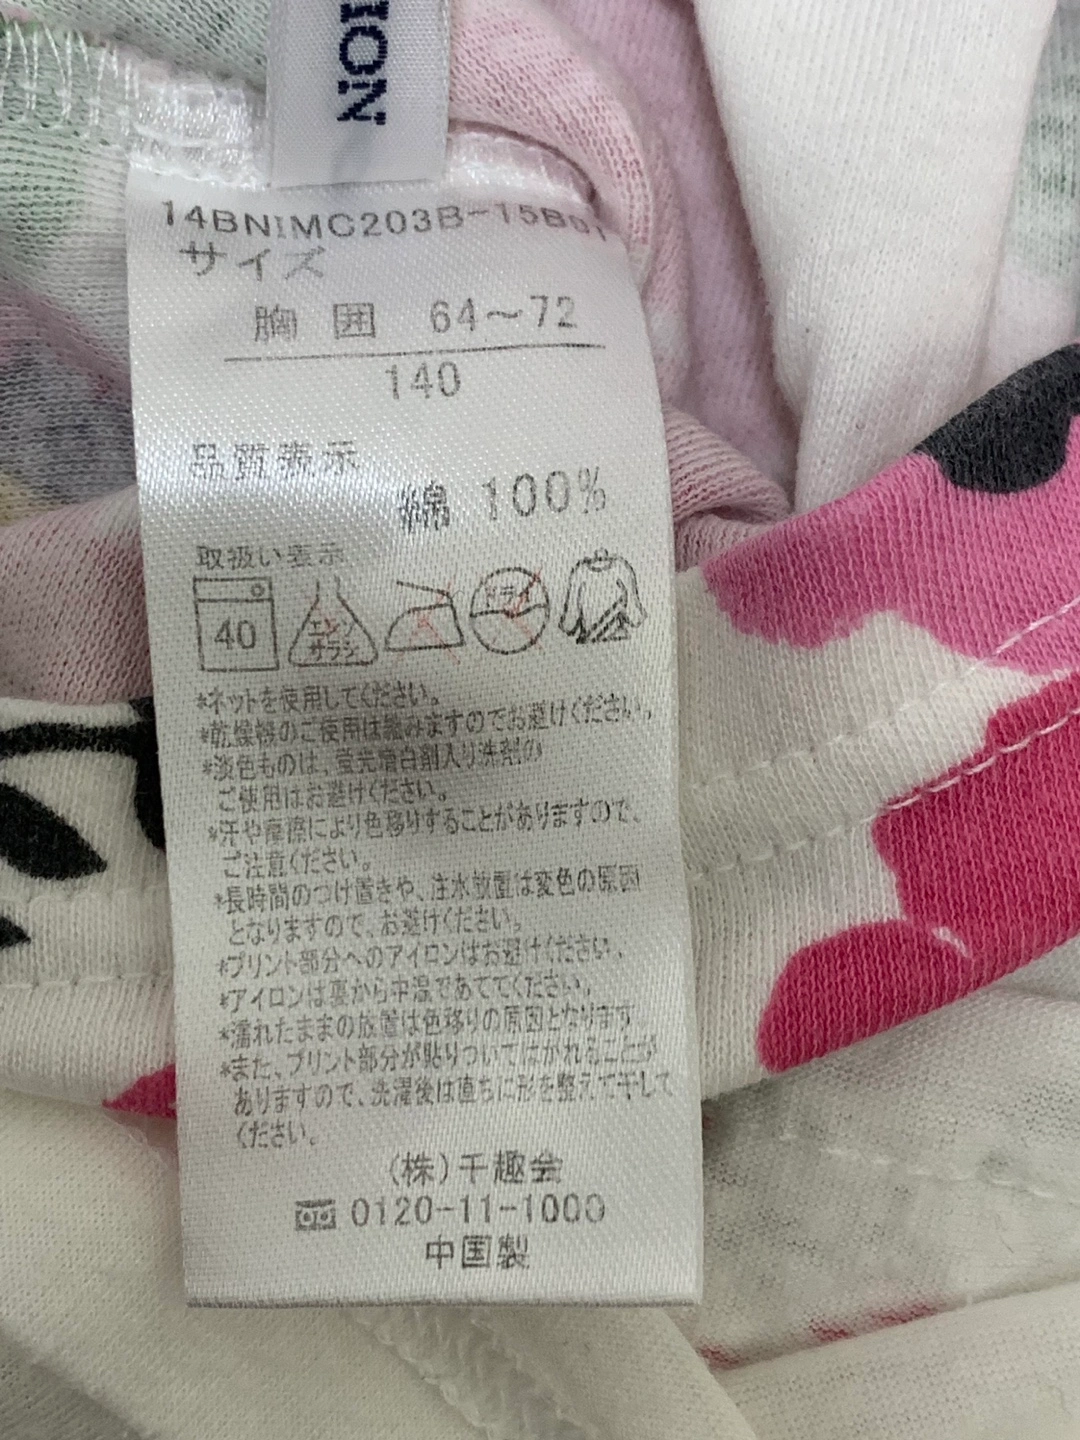 ION
14BNIMC203B-15B01
サイズ
胸 囲 64～72
140
品質表示
綿 100%
取扱い表示
40
エンソ
サラシ
ドライ
*ネットを使用してください。
*乾燥機のご使用は縮みますのでお避けください。
*淡色ものは、蛍光増白剤入り洗剤の
ご使用はお避けください。
*汗や摩擦により色移りすることがありますので、
ご注意ください。
*長時間のつけ置きや、注水放置は変色の原因
となりますので、お避けください。
*プリント部分へのアイロンはお避けください。
*アイロンは裏から中温であててください。
*濡れたままの放置は色移りの原因となります。
*また、プリント部分が貼りついてはがれることが
ありますので、洗濯後は直ちに形を整えて干して
ください。
(株)千趣会
0120-11-1000
中国製